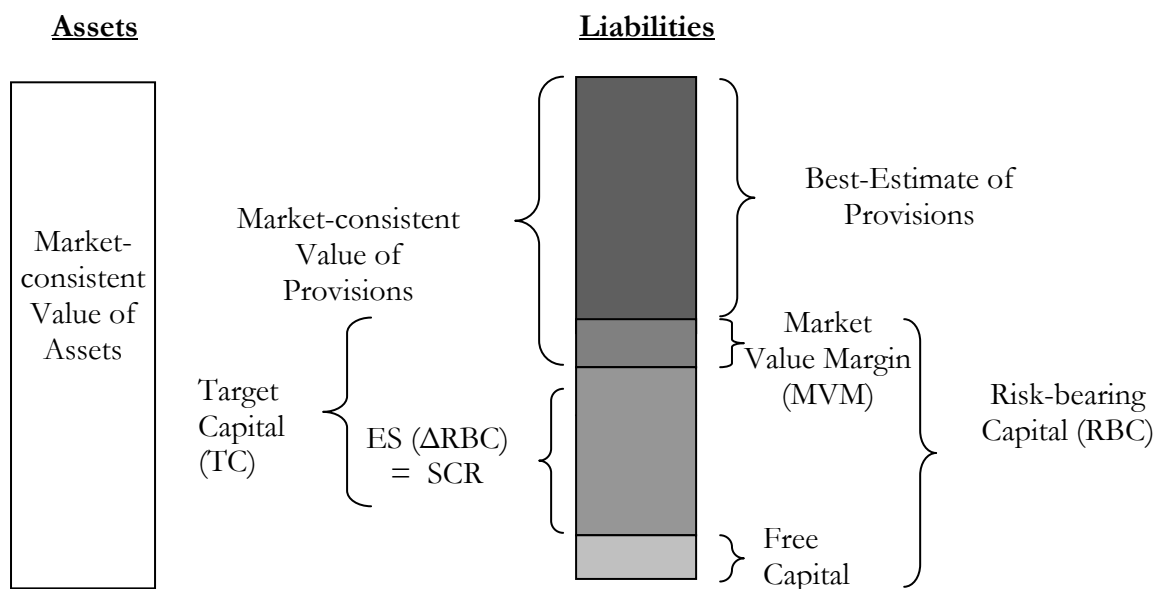 Assets
Liabilities
Market-
consistent
Value of
Assets
Market-consistent
Value of
Provisions
Best-Estimate of
Provisions
Target
Capital
(TC)
ES (ΔRBC)
= SCR
Market
Value Margin
(MVM)
Risk-bearing
Capital (RBC)
Free
Capital